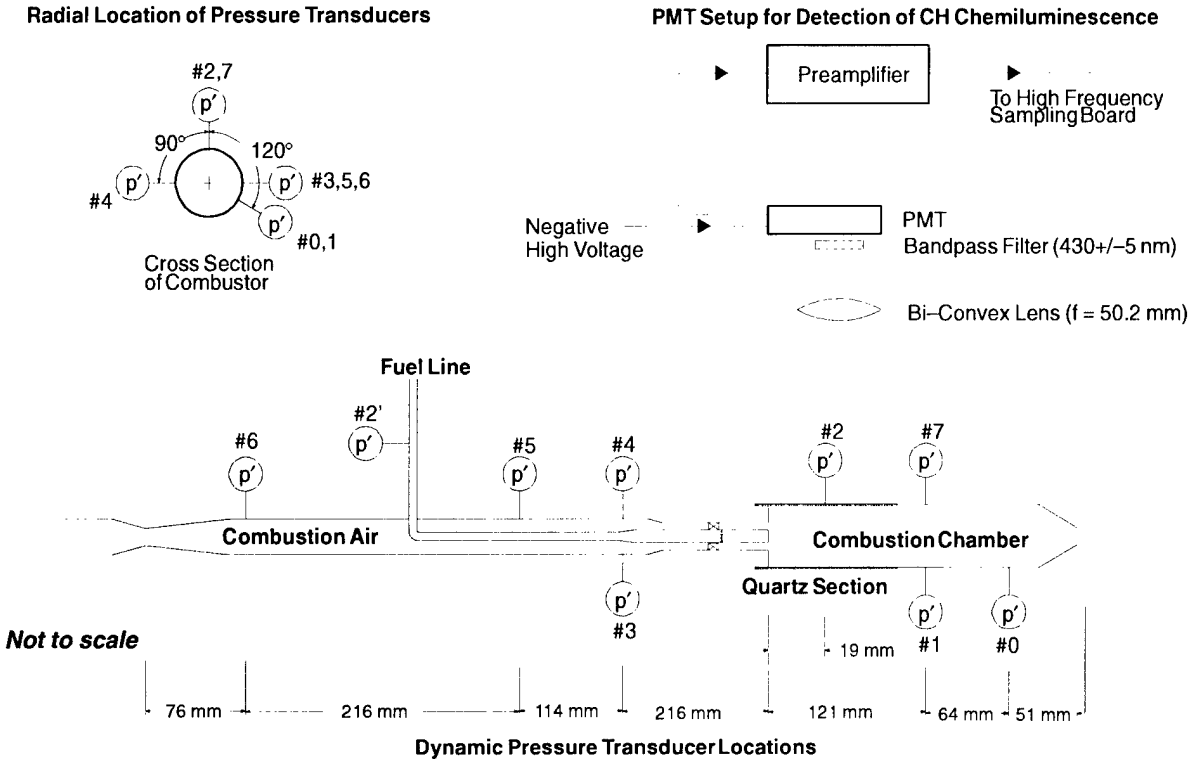 Radial Location of Pressure Transducers
PMT Setup for Detection of CH Chemiluminescence
#2,7
p′
90°
120°
p′
p′
#3,5,6
#4
p′
#0,1
Cross Section
of Combustor
Preamplifier
To High Frequency
Sampling Board
Negative
High Voltage
PMT
Bandpass Filter (430+/–5 nm)
Bi–Convex Lens (f = 50.2 mm)
Fuel Line
#2'
p′
#6
p′
#5
p′
#4
p′
#2
p′
#7
p′
Combustion Air
Combustion Chamber
Quartz Section
p′
#3
p′
#1
p′
#0
Not to scale
19 mm
76 mm
216 mm
114 mm
216 mm
121 mm
64 mm
51 mm
Dynamic Pressure Transducer Locations